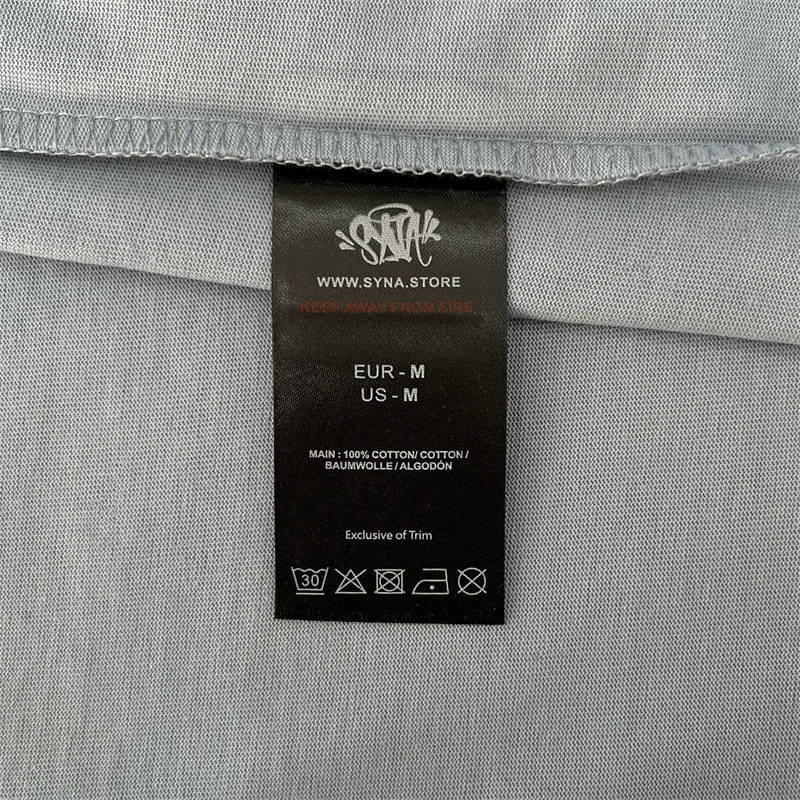 SYNA
WWW.SYNA.STORE
KEEP AWAY FROM FIRE
EUR - M
US - M
MAIN : 100% COTTON/ COTTON /
BAUMWOLLE / ALGODÓN
Exclusive of Trim
30